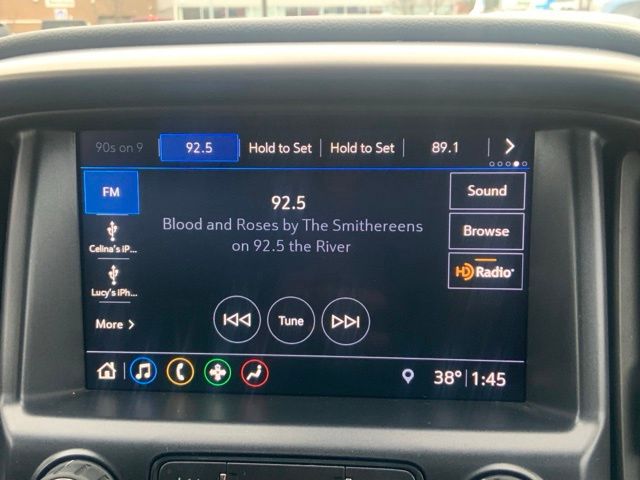 90s on 9 92.5 Hold to Set Hold to Set 89.1
FM
92.5
Sound
Blood and Roses by The Smithereens
on 92.5 the River
Browse
Celina's iP...
HD Radio
Lucy's iPh...
More
Tune
38° 1:45